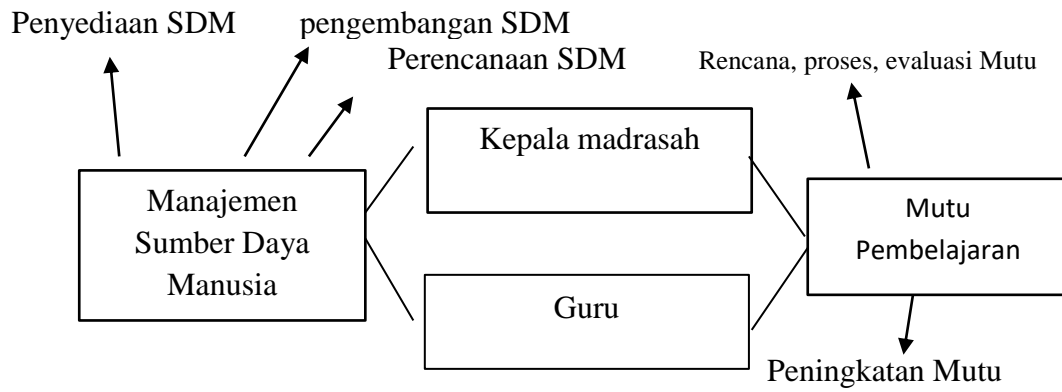 Penyediaan SDM
pengembangan SDM
Perencanaan SDM
Rencana, proses, evaluasi Mutu
Kepala madrasah
Manajemen
Sumber Daya
Manusia
Mutu
Pembelajaran
Guru
Peningkatan Mutu